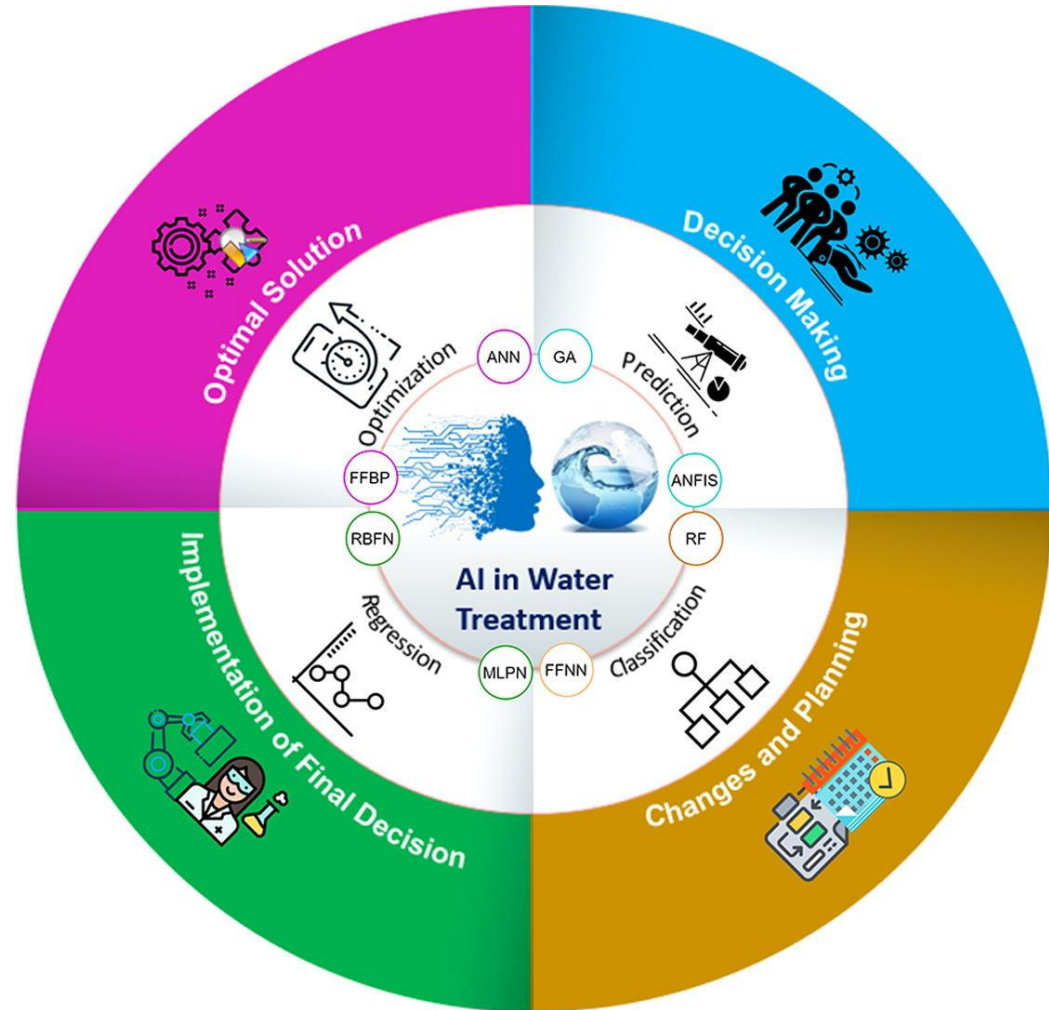 Optimal Solution
Decision Making
Optimization
Prediction
ANN
GA
FFBP
ANFIS
RBFN
RF
AI in Water
Treatment
Regression
Classification
MLPN
FFNN
Implementation of Final Decision
Changes and Planning